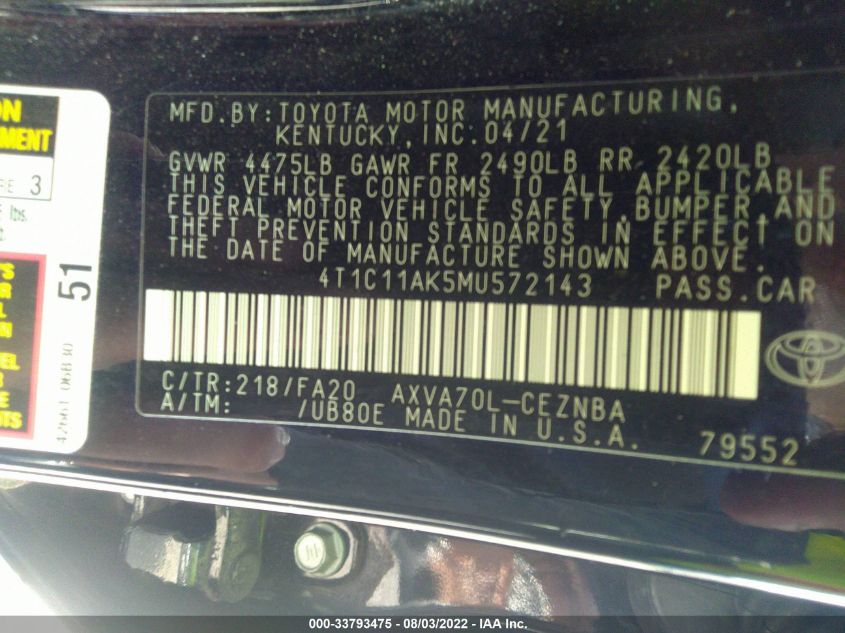 MFD.BY:TOYOTA MOTOR MANUFACTURING,
KENTUCKY,INC.04/21
GVWR 4475LB GAWR FR 2490LB RR 2420LB
THIS VEHICLE CONFORMS TO ALL APPLICABLE
FEDERAL MOTOR VEHICLE SAFETY,BUMPER,AND
THEFT PREVENTION STANDARDS IN EFFECT ON
THE DATE OF MANUFACTURE SHOWN ABOVE.
4T1C11AK5MU572143 PASS.CAR
C/TR:218/FA20 AXVA70L-CEZNBA
A/TM: /UB80E MADE IN U.S.A.
79552
3
lbs.
51
42661 06B30
000-33793475 - 08/03/2022 - IAA Inc.